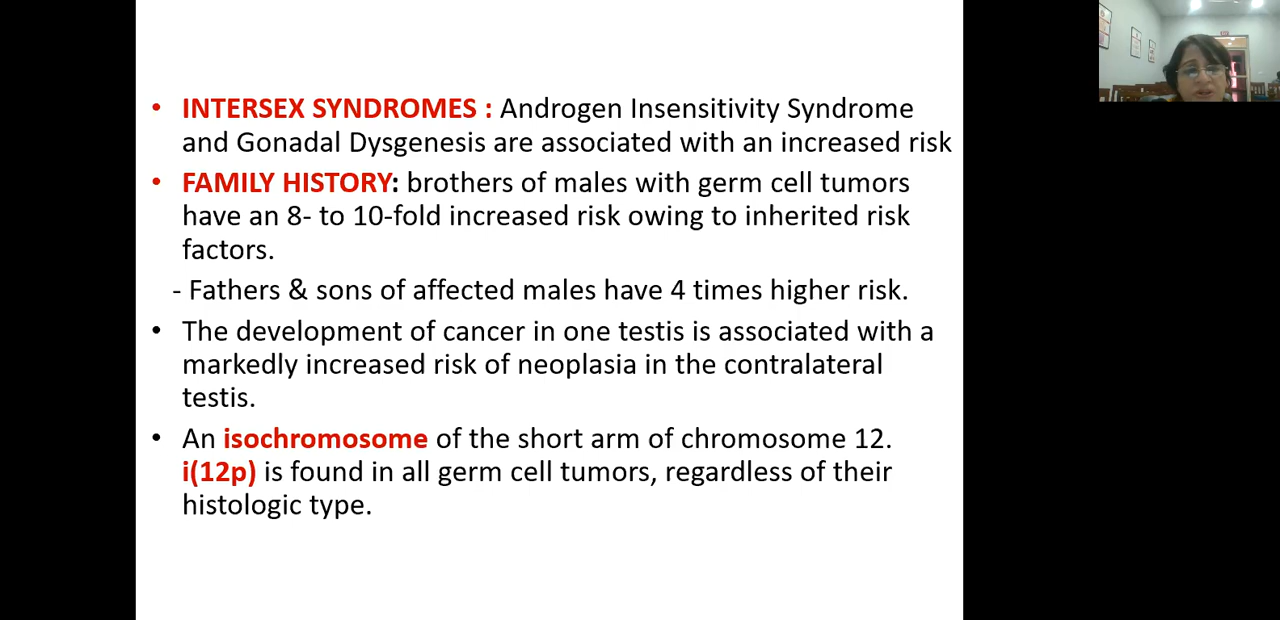 • INTERSEX SYNDROMES : Androgen Insensitivity Syndrome
and Gonadal Dysgenesis are associated with an increased risk
• FAMILY HISTORY: brothers of males with germ cell tumors
have an 8- to 10-fold increased risk owing to inherited risk
factors.
- Fathers & sons of affected males have 4 times higher risk.
• The development of cancer in one testis is associated with a
markedly increased risk of neoplasia in the contralateral
testis.
• An isochromosome of the short arm of chromosome 12.
i(12p) is found in all germ cell tumors, regardless of their
histologic type.